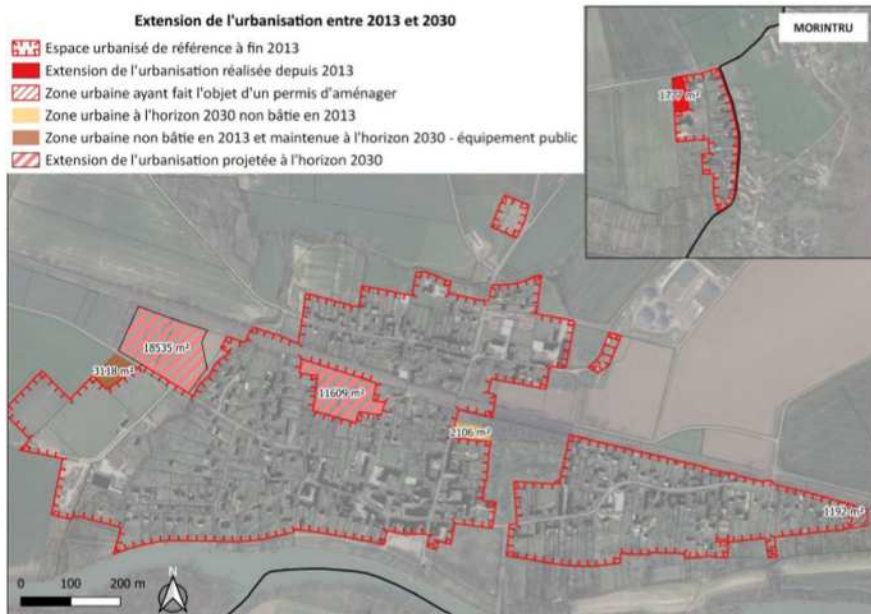 Extension de l'urbanisation entre 2013 et 2030
Espace urbanisé de référence à fin 2013
Extension de l'urbanisation réalisée depuis 2013
Zone urbaine ayant fait l'objet d'un permis d'aménager
Zone urbaine à l'horizon 2030 non bâtie en 2013
Zone urbaine non bâtie en 2013 et maintenue à l'horizon 2030 - équipement public
Extension de l'urbanisation projetée à l'horizon 2030
MORINTRU
1777 m²
18535 m²
3118 m²
11609 m²
2106 m²
1192 m²
N
0 100 200 m